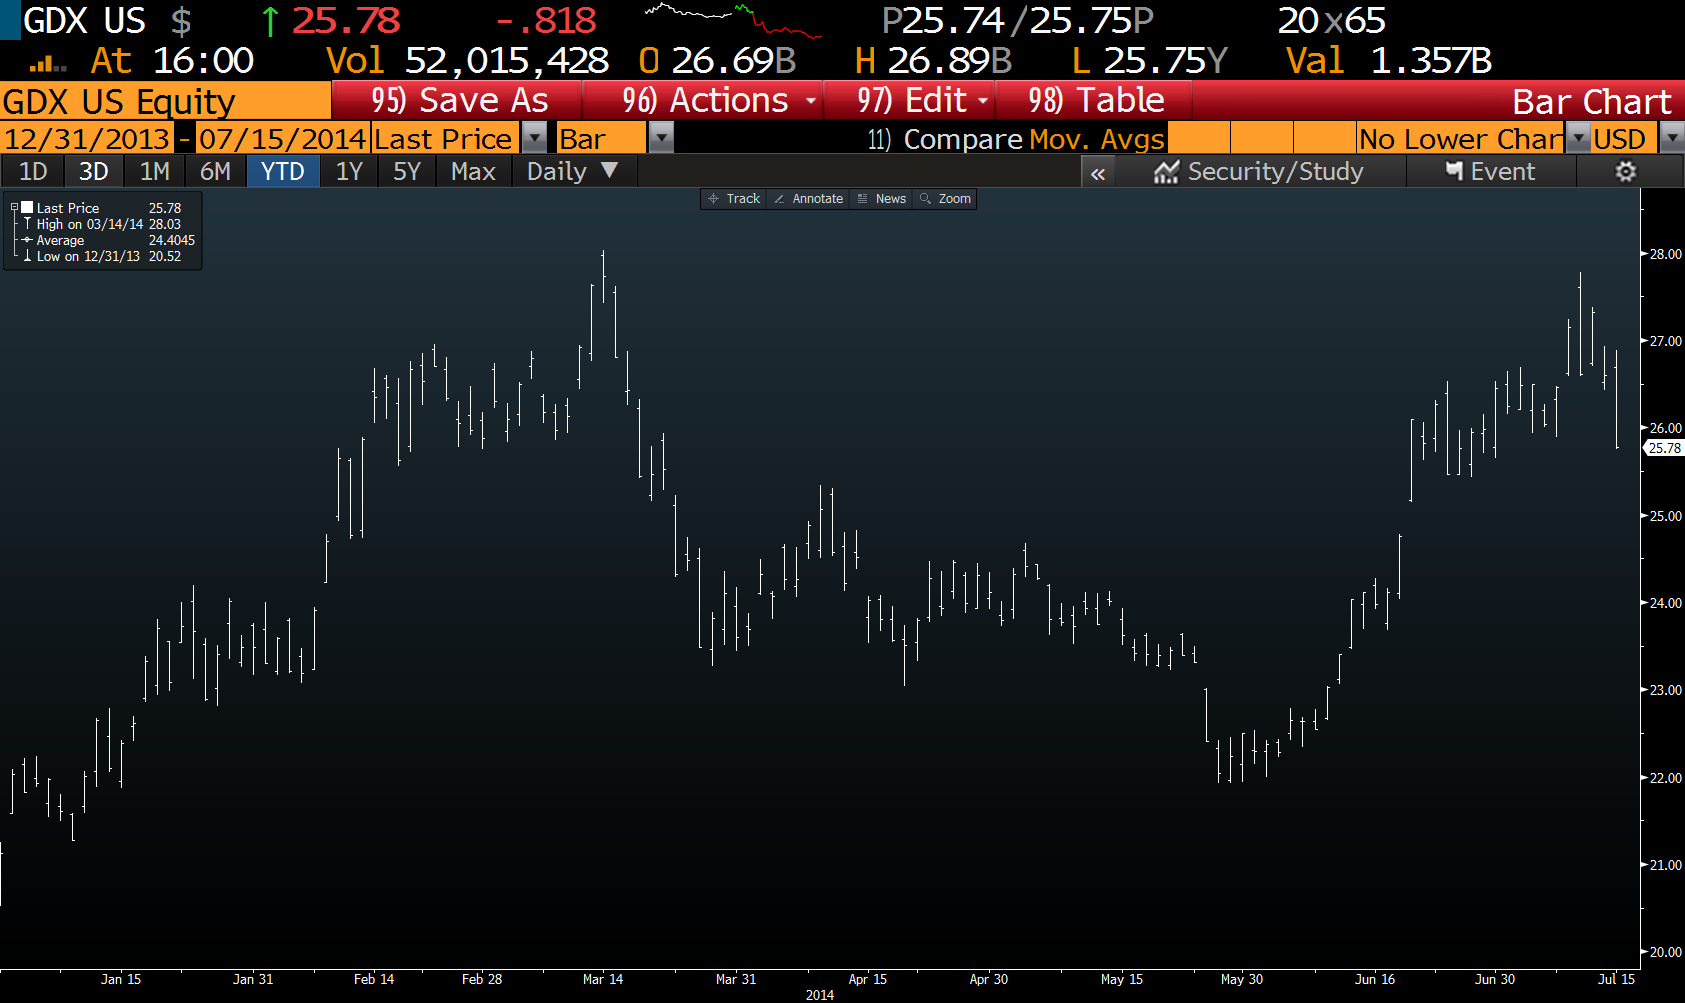 GDX US $ ↑ 25.78 -.818 P25.74/25.75P 20x65
At 16:00 Vol 52,015,428 O 26.69B H 26.89B L 25.75Y Val 1.357B
GDX US Equity 95) Save As 96) Actions 97) Edit 98) Table Bar Chart
12/31/2013 - 07/15/2014 Last Price Bar 11) Compare Mov. Avgs No Lower Char USD
1D 3D 1M 6M YTD 1Y 5Y Max Daily ▼ « Security/Study Event
Track Annotate News Zoom
Last Price 25.78
High on 03/14/14 28.03
Average 24.4045
Low on 12/31/13 20.52
28.00
27.00
26.00
25.78
25.00
24.00
23.00
22.00
21.00
20.00
Jan 15 Jan 31 Feb 14 Feb 28 Mar 14 Mar 31 Apr 15 Apr 30 May 15 May 30 Jun 16 Jun 30 Jul 15
2014